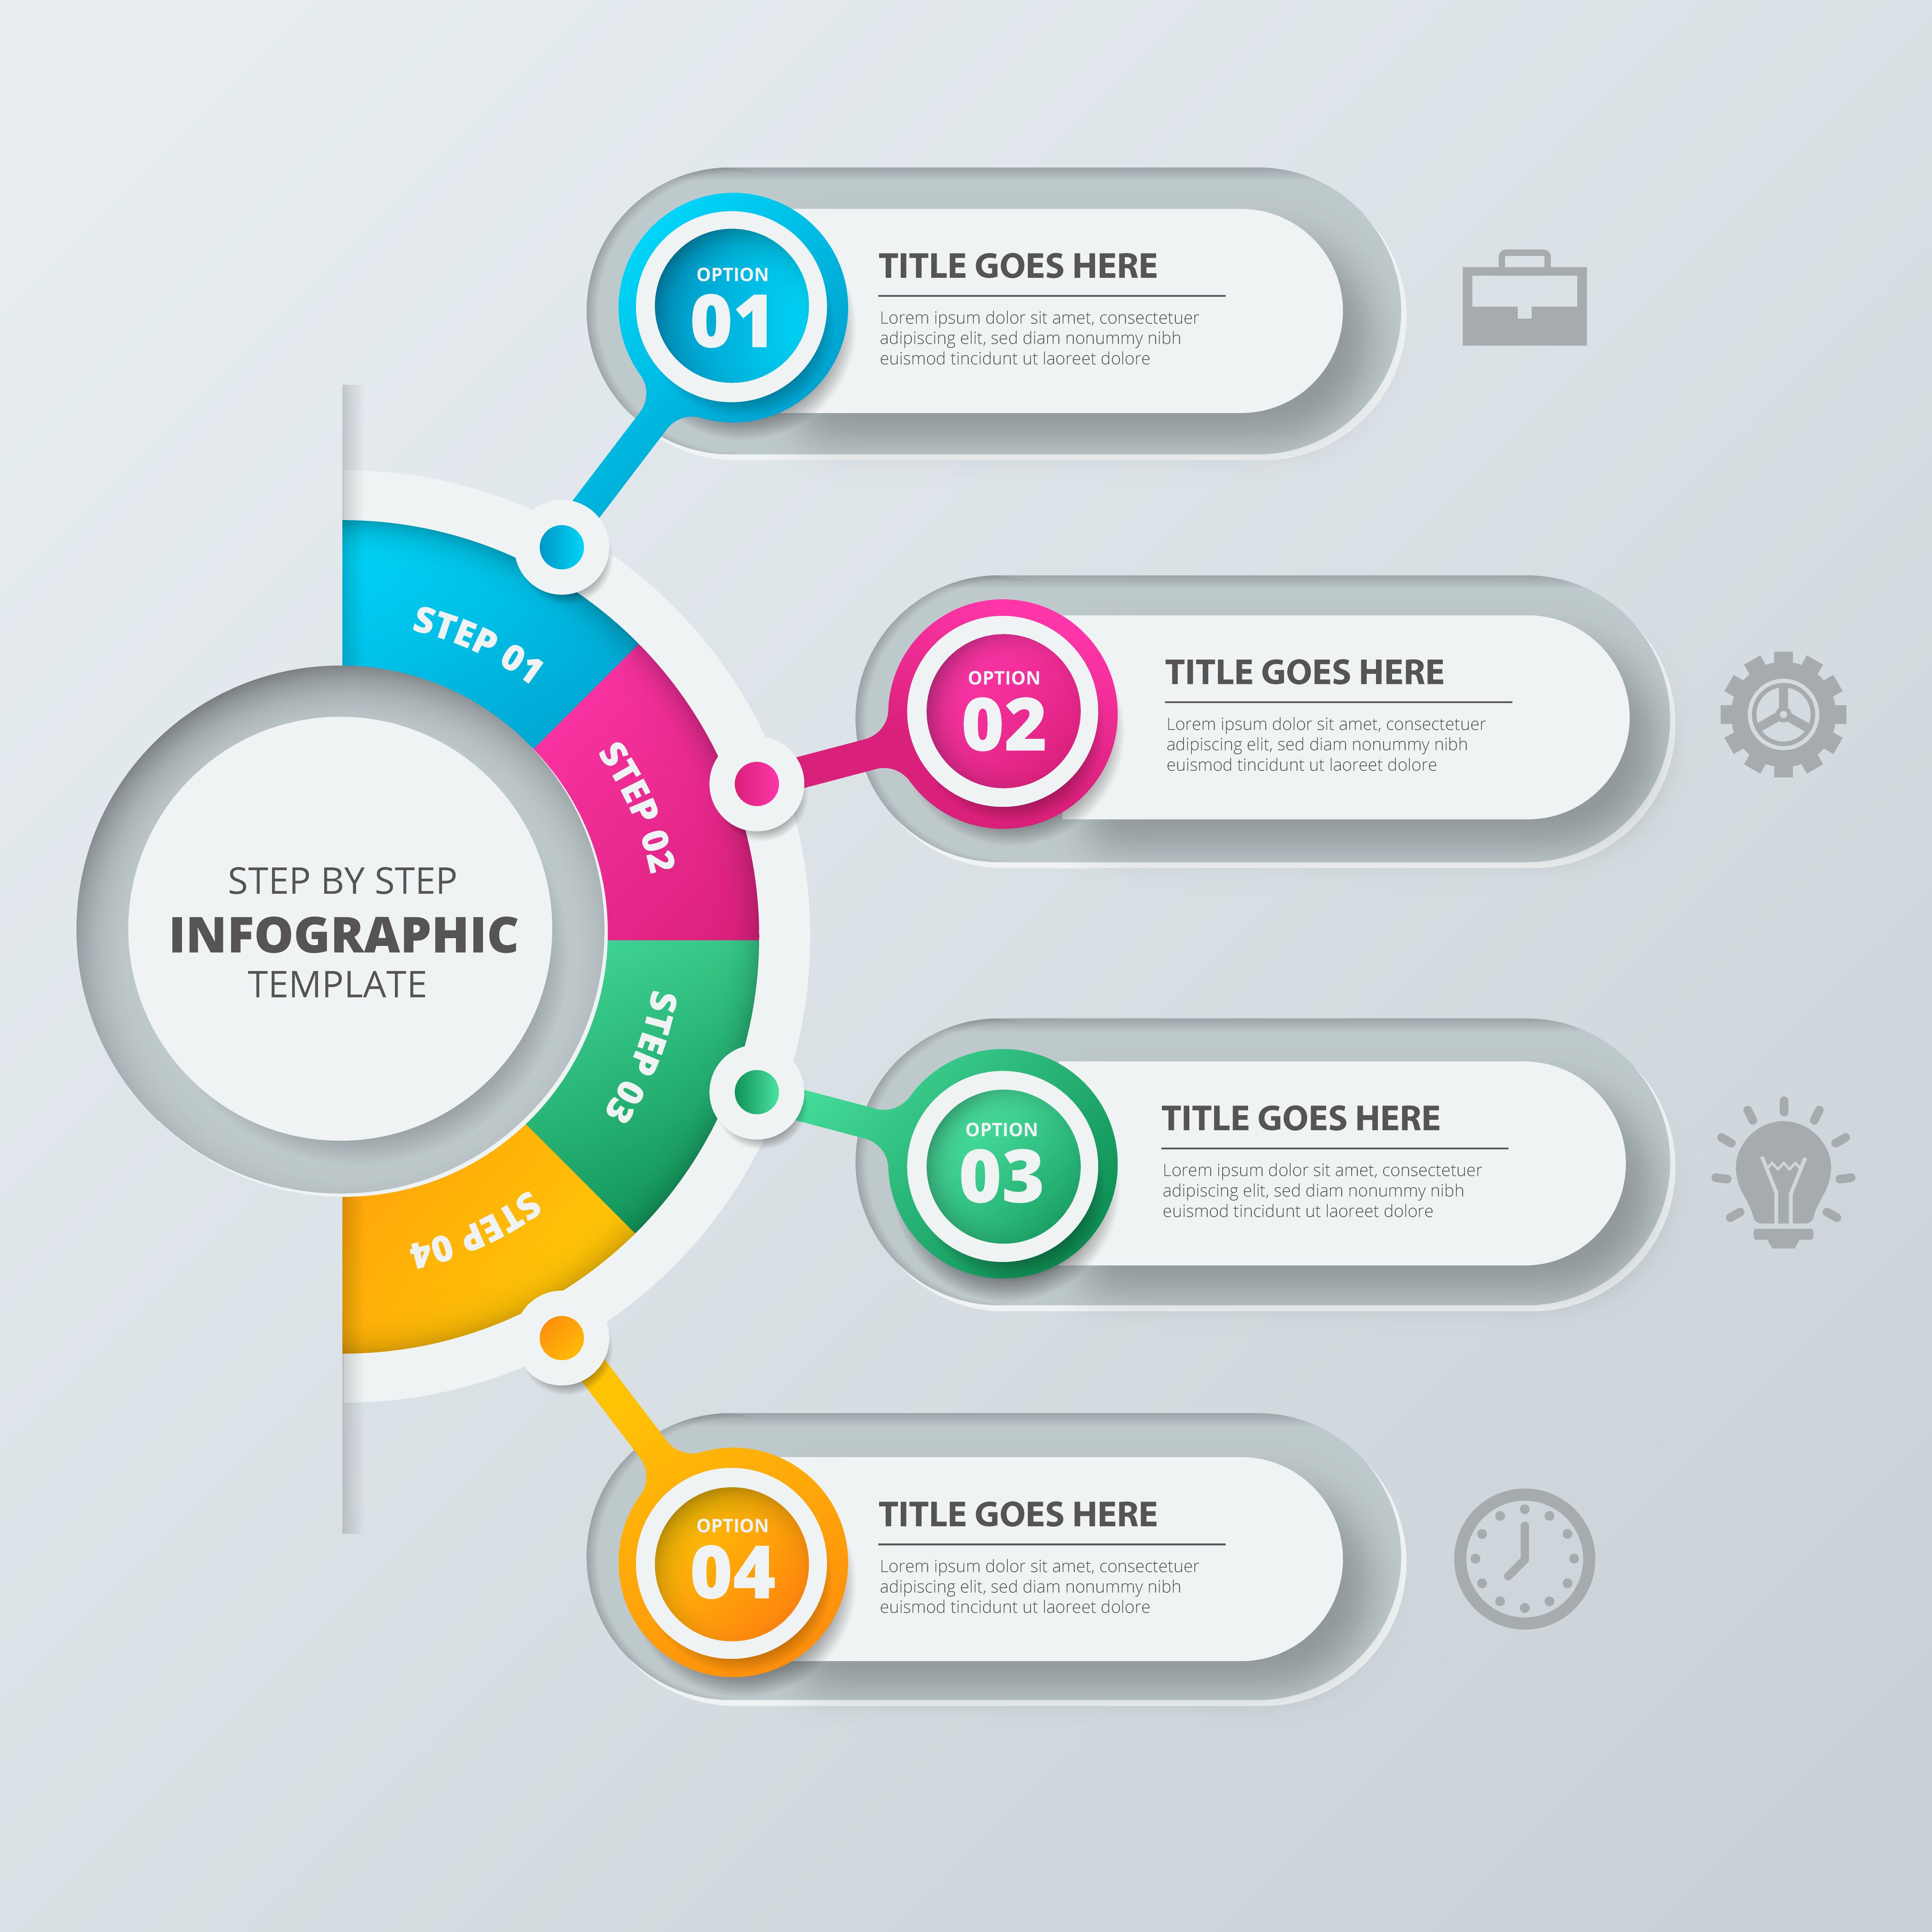 STEP BY STEP
INFOGRAPHIC
TEMPLATE
STEP 01
STEP 02
STEP 03
STEP 04
OPTION
01
TITLE GOES HERE
Lorem ipsum dolor sit amet, consectetuer
adipiscing elit, sed diam nonummy nibh
euismod tincidunt ut laoreet dolore
OPTION
02
TITLE GOES HERE
Lorem ipsum dolor sit amet, consectetuer
adipiscing elit, sed diam nonummy nibh
euismod tincidunt ut laoreet dolore
OPTION
03
TITLE GOES HERE
Lorem ipsum dolor sit amet, consectetuer
adipiscing elit, sed diam nonummy nibh
euismod tincidunt ut laoreet dolore
OPTION
04
TITLE GOES HERE
Lorem ipsum dolor sit amet, consectetuer
adipiscing elit, sed diam nonummy nibh
euismod tincidunt ut laoreet dolore